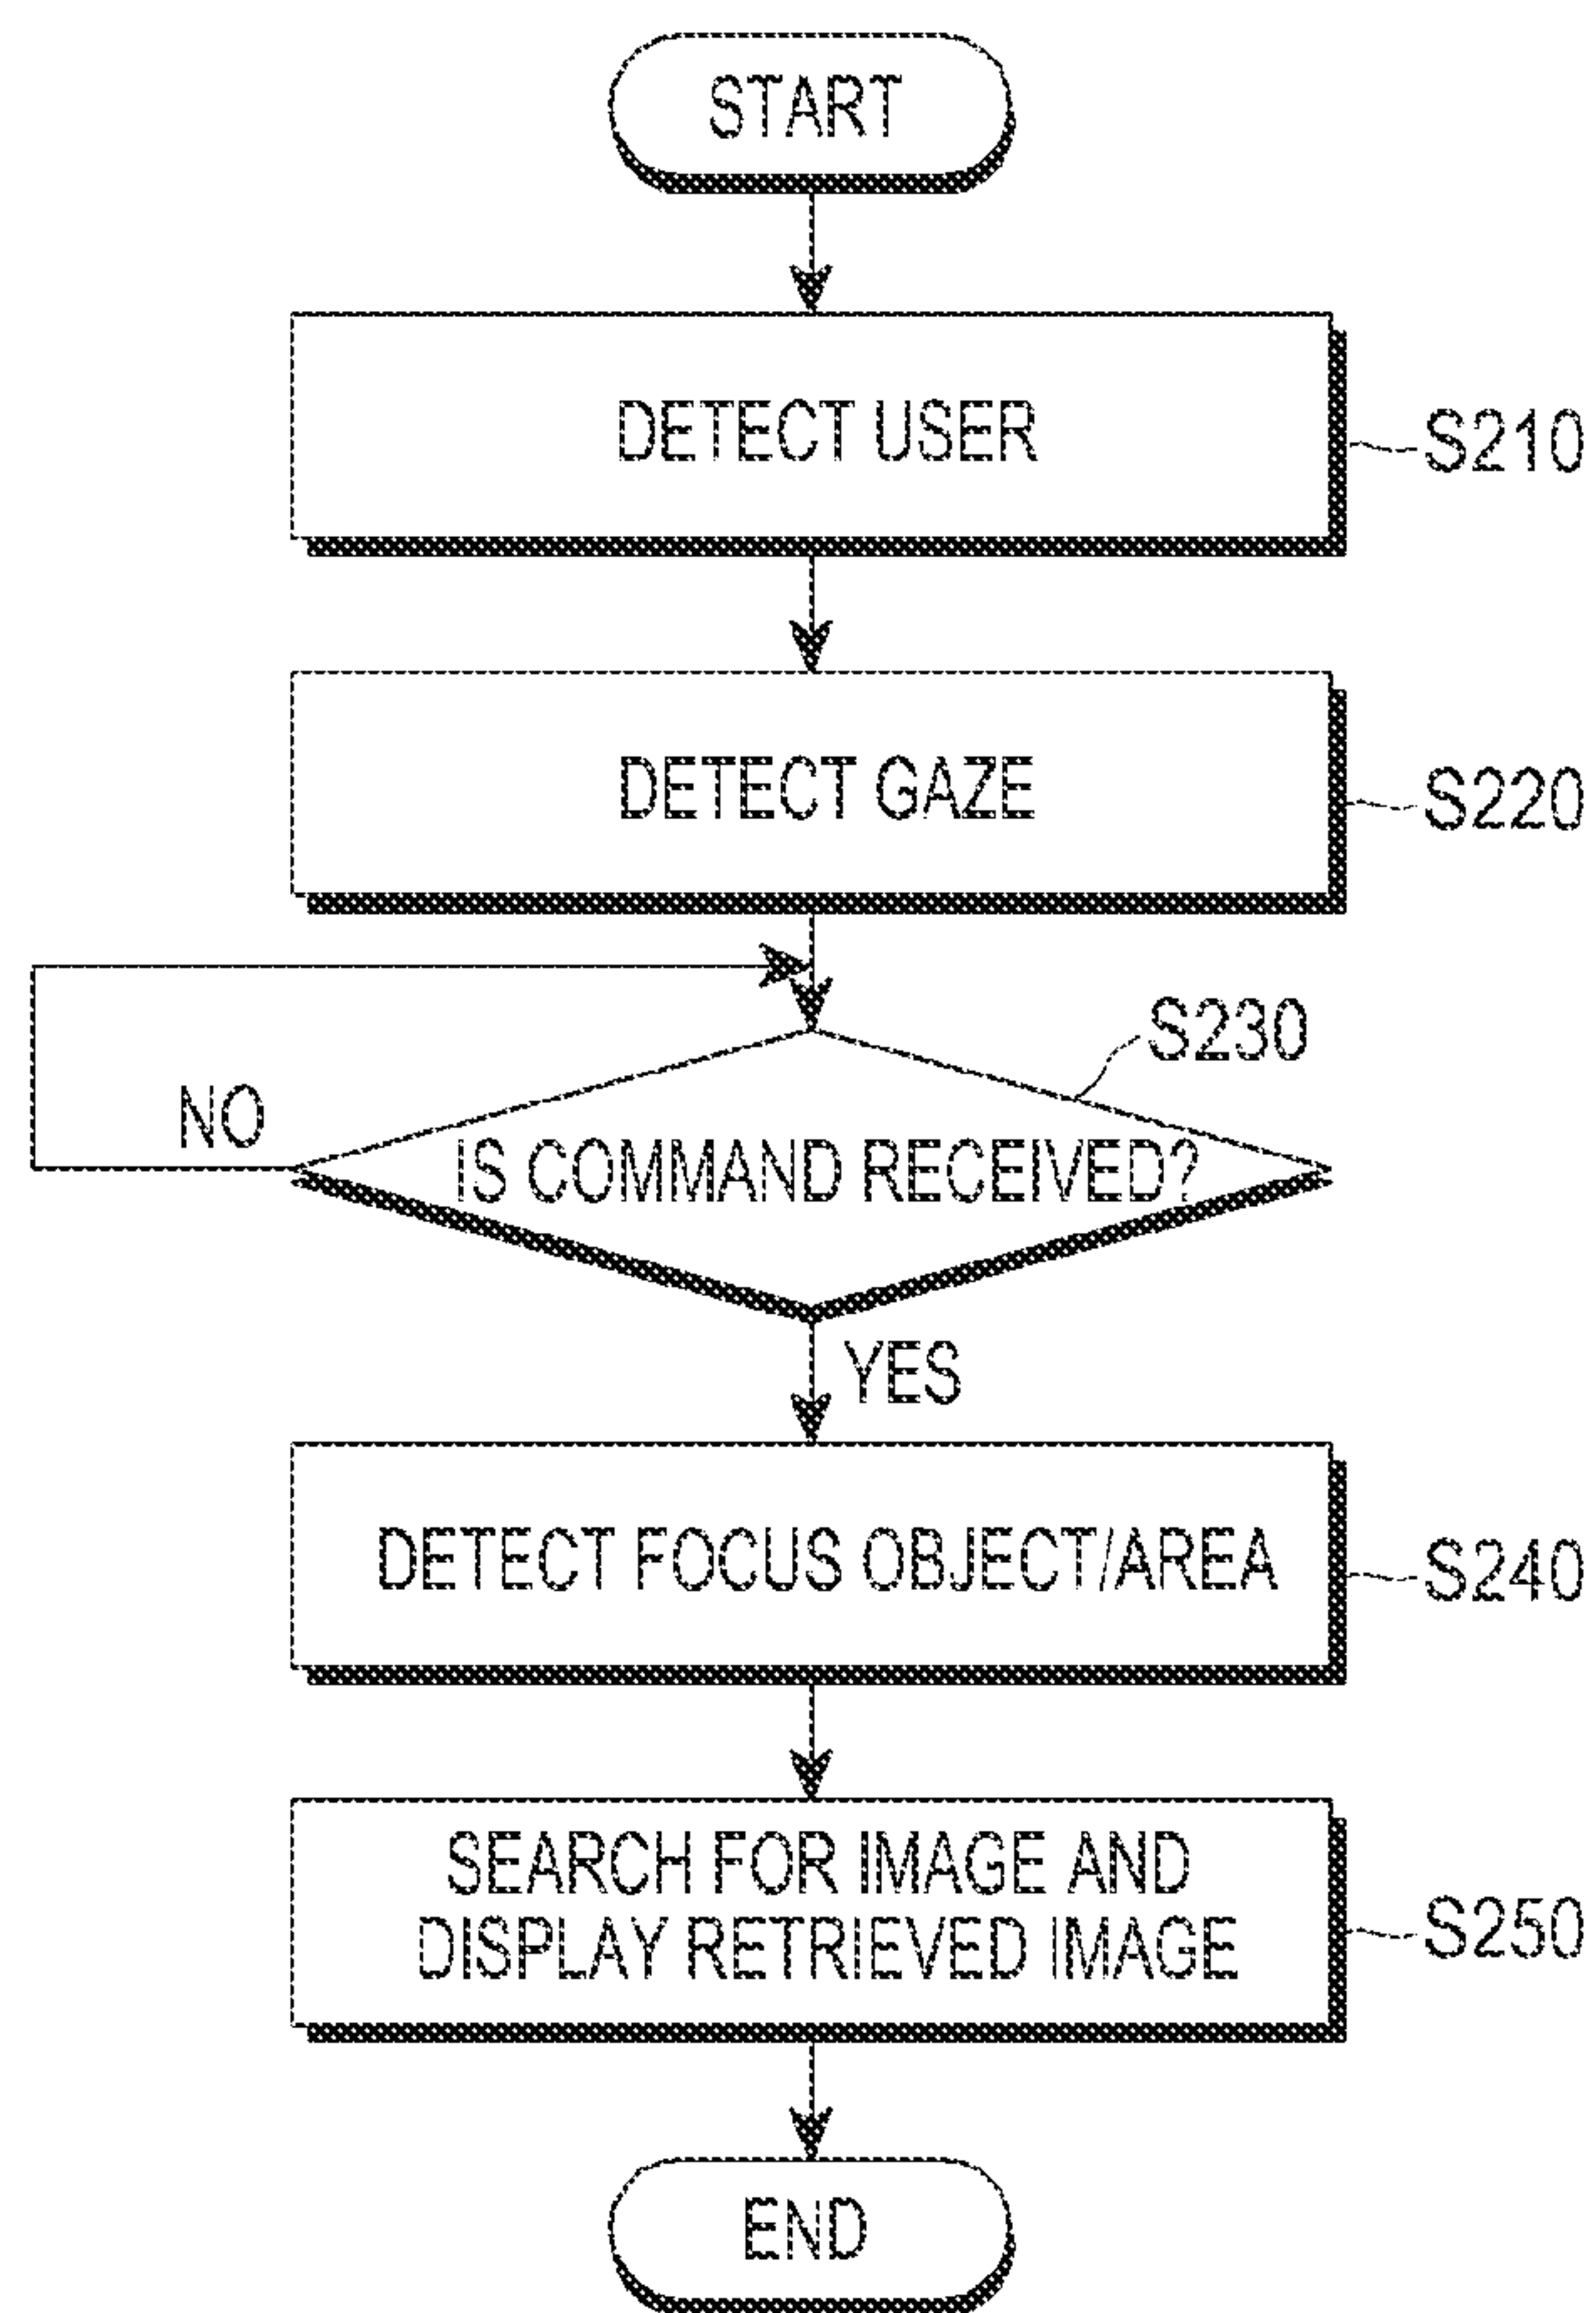 START
DETECT USER
S210
DETECT GAZE
S220
S230
NO
IS COMMAND RECEIVED?
YES
DETECT FOCUS OBJECT/AREA
S240
SEARCH FOR IMAGE AND
DISPLAY RETRIEVED IMAGE
S250
END